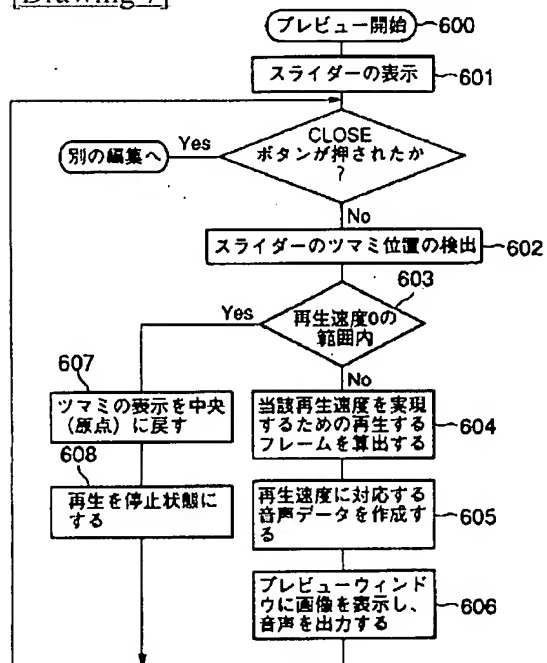 [Drawing 7]
プレビュー開始
600
スライダーの表示
601
CLOSE
ボタンが押されたか
?
Yes
別の編集へ
No
スライダーのツマミ位置の検出
602
603
再生速度0の
範囲内
Yes
No
607
ツマミの表示を中央
(原点)に戻す
608
再生を停止状態に
する
当該再生速度を実現
するための再生する
フレームを算出する
604
再生速度に対応する
音声データを作成す
る
605
プレビューウィンド
ウに画像を表示し、
音声を出力する
606